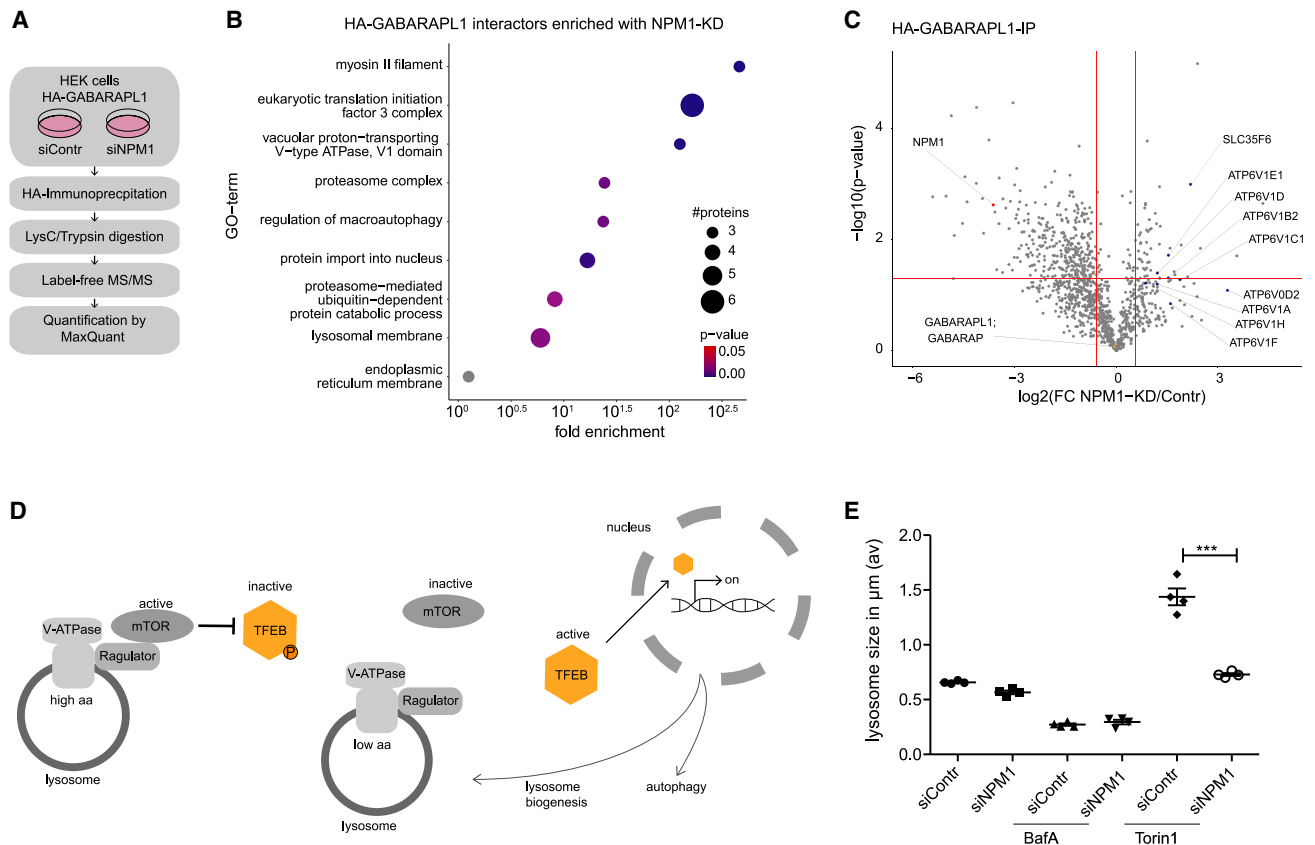 A
HEK cells
HA-GABARAPL1
siContr
siNPM1
HA-Immunoprecpitation
LysC/Trypsin digestion
Label-free MS/MS
Quantification by
MaxQuant
B
HA-GABARAPL1 interactors enriched with NPM1-KD
GO−term
myosin II filament
eukaryotic translation initiation
factor 3 complex
vacuolar proton−transporting
V−type ATPase, V1 domain
proteasome complex
regulation of macroautophagy
protein import into nucleus
proteasome−mediated
ubiquitin−dependent
protein catabolic process
lysosomal membrane
endoplasmic
reticulum membrane
#proteins
3
4
5
6
p−value
0.05
0.00
10^0
10^0.5
10^1
10^1.5
10^2
10^2.5
fold enrichment
C
HA-GABARAPL1-IP
−log10(p−value)
4
2
0
NPM1
SLC35F6
ATP6V1E1
ATP6V1D
ATP6V1B2
ATP6V1C1
ATP6V0D2
ATP6V1A
ATP6V1H
ATP6V1F
GABARAPL1;
GABARAP
−6
−3
0
3
log2(FC NPM1−KD/Contr)
D
active
mTOR
V-ATPase
Ragulator
high aa
lysosome
inactive
TFEB
P
inactive
mTOR
V-ATPase
Ragulator
low aa
lysosome
active
TFEB
nucleus
on
lysosome
biogenesis
autophagy
E
lysosome size in µm (av)
2.0
1.5
1.0
0.5
0.0
***
siContr
siNPM1
siContr
siNPM1
siContr
siNPM1
BafA
Torin1